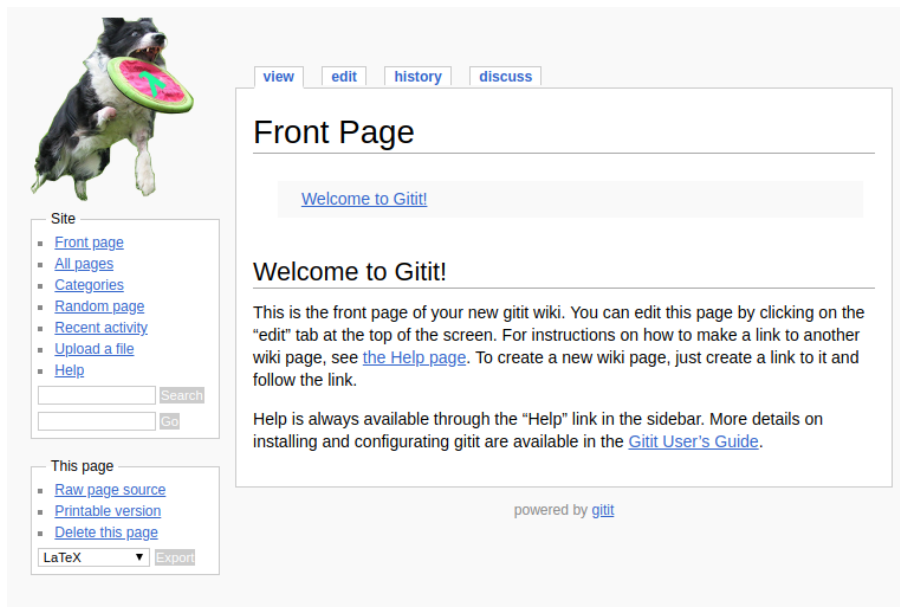 view
edit
history
discuss
Front Page
Welcome to Gitit!
Welcome to Gitit!
This is the front page of your new gitit wiki. You can edit this page by clicking on the
“edit” tab at the top of the screen. For instructions on how to make a link to another
wiki page, see the Help page. To create a new wiki page, just create a link to it and
follow the link.
Help is always available through the “Help” link in the sidebar. More details on
installing and configurating gitit are available in the Gitit User’s Guide.
powered by gitit
Site
Front page
All pages
Categories
Random page
Recent activity
Upload a file
Help
Search
Go
This page
Raw page source
Printable version
Delete this page
LaTeX
Export